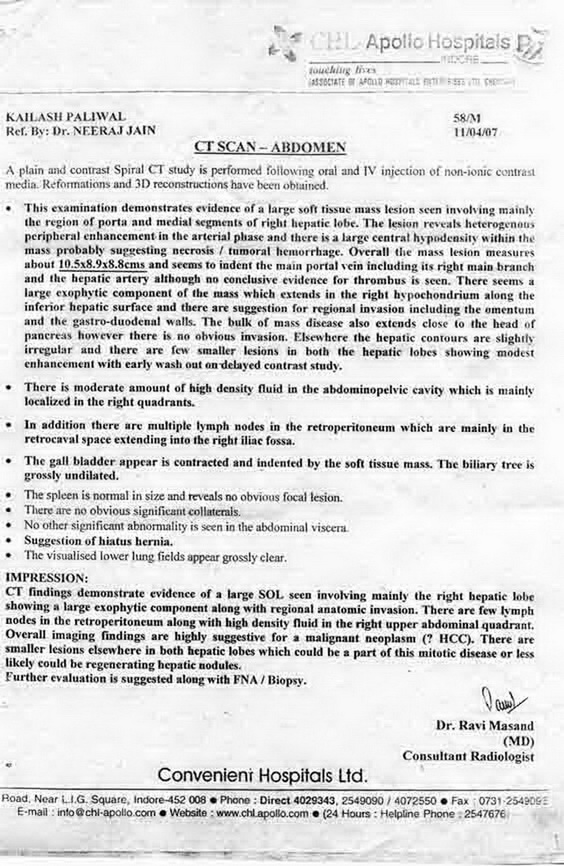 CHL Apollo Hospitals
INDORE
touching lives
(ASSOCIATE OF APOLLO HOSPITALS ENTERPRISES LTD. CHENNAI)
KAILASH PALIWAL 58/M
Ref. By: Dr. NEERAJ JAIN 11/04/07
CT SCAN – ABDOMEN
A plain and contrast Spiral CT study is performed following oral and IV injection of non-ionic contrast
media. Reformations and 3D reconstructions have been obtained.
• This examination demonstrates evidence of a large soft tissue mass lesion seen involving mainly
the region of porta and medial segments of right hepatic lobe. The lesion reveals heterogenous
peripheral enhancement in the arterial phase and there is a large central hypodensity within the
mass probably suggesting necrosis / tumoral hemorrhage. Overall the mass lesion measures
about 10.5x8.9x8.8cms and seems to indent the main portal vein including its right main branch
and the hepatic artery although no conclusive evidence for thrombus is seen. There seems a
large exophytic component of the mass which extends in the right hypochondrium along the
inferior hepatic surface and there are suggestion for regional invasion including the omentum
and the gastro-duodenal walls. The bulk of mass disease also extends close to the head of
pancreas however there is no obvious invasion. Elsewhere the hepatic contours are slightly
irregular and there are few smaller lesions in both the hepatic lobes showing modest
enhancement with early wash out on delayed contrast study.
• There is moderate amount of high density fluid in the abdominopelvic cavity which is mainly
localized in the right quadrants.
• In addition there are multiple lymph nodes in the retroperitoneum which are mainly in the
retrocaval space extending into the right iliac fossa.
• The gall bladder appear is contracted and indented by the soft tissue mass. The biliary tree is
grossly undilated.
• The spleen is normal in size and reveals no obvious focal lesion.
• There are no obvious significant collaterals.
• No other significant abnormality is seen in the abdominal viscera.
• Suggestion of hiatus hernia.
• The visualised lower lung fields appear grossly clear.
IMPRESSION:
CT findings demonstrate evidence of a large SOL seen involving mainly the right hepatic lobe
showing a large exophytic component along with regional anatomic invasion. There are few lymph
nodes in the retroperitoneum along with high density fluid in the right upper abdominal quadrant.
Overall imaging findings are highly suggestive for a malignant neoplasm (? HCC). There are
smaller lesions elsewhere in both hepatic lobes which could be a part of this mitotic disease or less
likely could be regenerating hepatic nodules.
Further evaluation is suggested along with FNA / Biopsy.
Dr. Ravi Masand
(MD)
Consultant Radiologist
Convenient Hospitals Ltd.
Road, Near L.I.G. Square, Indore-452 008 ● Phone : Direct 4029343, 2549090 / 4072550 ● Fax : 0731-254909
E-mail : info@chl-apollo.com ● Website : www.chl.apollo.com ● (24 Hours : Helpline Phone : 2547676)